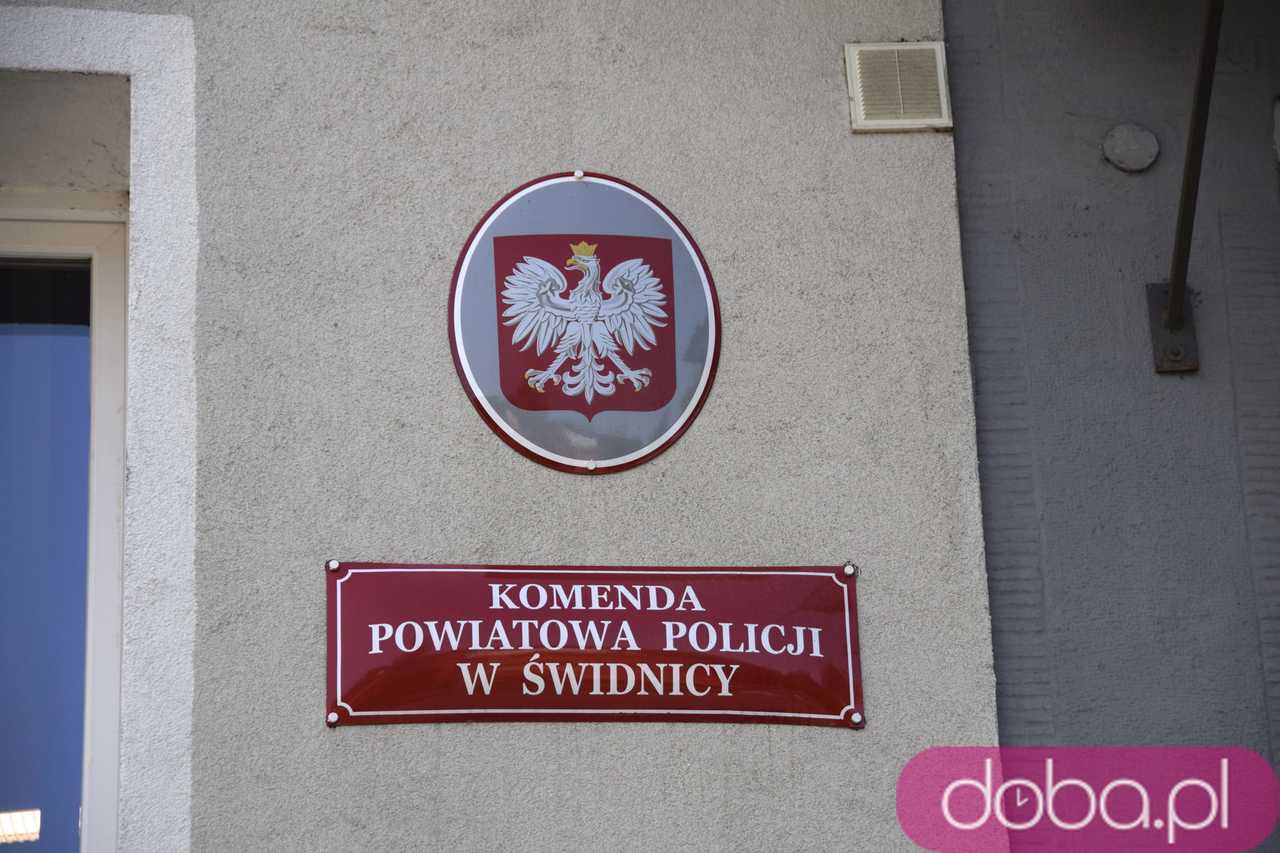 KOMENDA
POWIATOWA POLICJI
W ŚWIDNICY
doba.pl